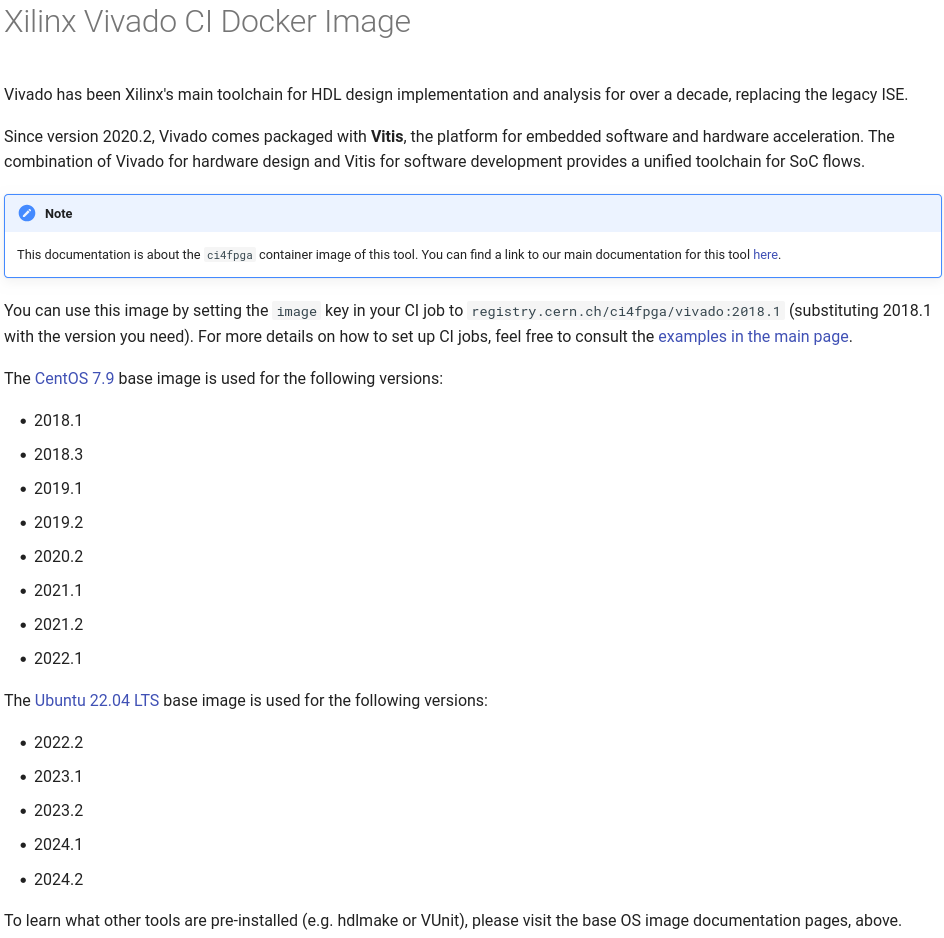 Xilinx Vivado CI Docker Image
Vivado has been Xilinx's main toolchain for HDL design implementation and analysis for over a decade, replacing the legacy ISE.
Since version 2020.2, Vivado comes packaged with Vitis, the platform for embedded software and hardware acceleration. The
combination of Vivado for hardware design and Vitis for software development provides a unified toolchain for SoC flows.
Note
This documentation is about the ci4fpga container image of this tool. You can find a link to our main documentation for this tool here.
You can use this image by setting the image key in your CI job to registry.cern.ch/ci4fpga/vivado:2018.1 (substituting 2018.1
with the version you need). For more details on how to set up CI jobs, feel free to consult the examples in the main page.
The CentOS 7.9 base image is used for the following versions:
• 2018.1
• 2018.3
• 2019.1
• 2019.2
• 2020.2
• 2021.1
• 2021.2
• 2022.1
The Ubuntu 22.04 LTS base image is used for the following versions:
• 2022.2
• 2023.1
• 2023.2
• 2024.1
• 2024.2
To learn what other tools are pre-installed (e.g. hdlmake or VUnit), please visit the base OS image documentation pages, above.